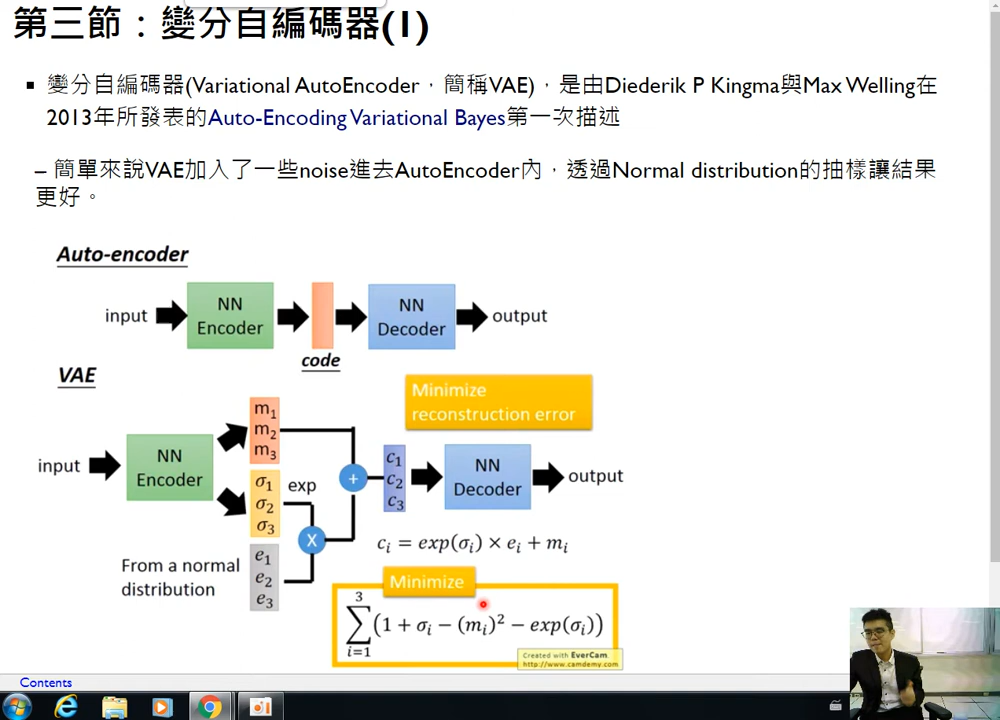 第三節：變分自編碼器(1)
▪ 變分自編碼器(Variational AutoEncoder，簡稱VAE)，是由Diederik P Kingma與Max Welling在
2013年所發表的Auto-Encoding Variational Bayes第一次描述
– 簡單來說VAE加入了一些noise進去AutoEncoder內，透過Normal distribution的抽樣讓結果
更好。
Auto-encoder
input
NN
Encoder
code
NN
Decoder
output
VAE
Minimize
reconstruction error
input
NN
Encoder
m₁
m₂
m₃
σ₁
σ₂
σ₃
exp
From a normal
distribution
e₁
e₂
e₃
X
+
c₁
c₂
c₃
NN
Decoder
output
cᵢ = exp(σᵢ) × eᵢ + mᵢ
Minimize
3
∑(1 + σᵢ − (mᵢ)² − exp(σᵢ))
i=1
Created with EverCam.
http://www.camdemy.com
Contents